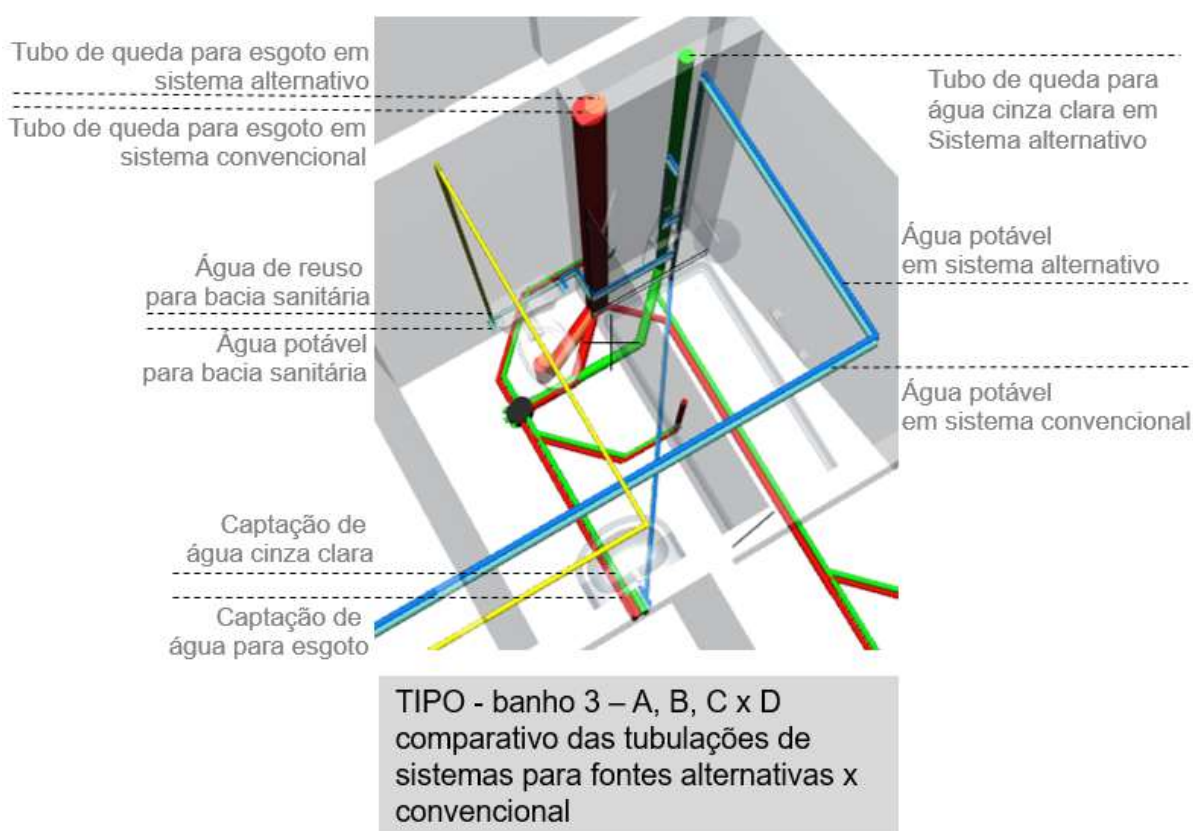 Tubo de queda para esgoto em
sistema alternativo
Tubo de queda para esgoto em
sistema convencional
Água de reuso
para bacia sanitária
Água potável
para bacia sanitária
Captação de
água cinza clara
Captação de
água para esgoto
Tubo de queda para
água cinza clara em
Sistema alternativo
Água potável
em sistema alternativo
Água potável
em sistema convencional
TIPO - banho 3 – A, B, C x D
comparativo das tubulações de
sistemas para fontes alternativas x
convencional